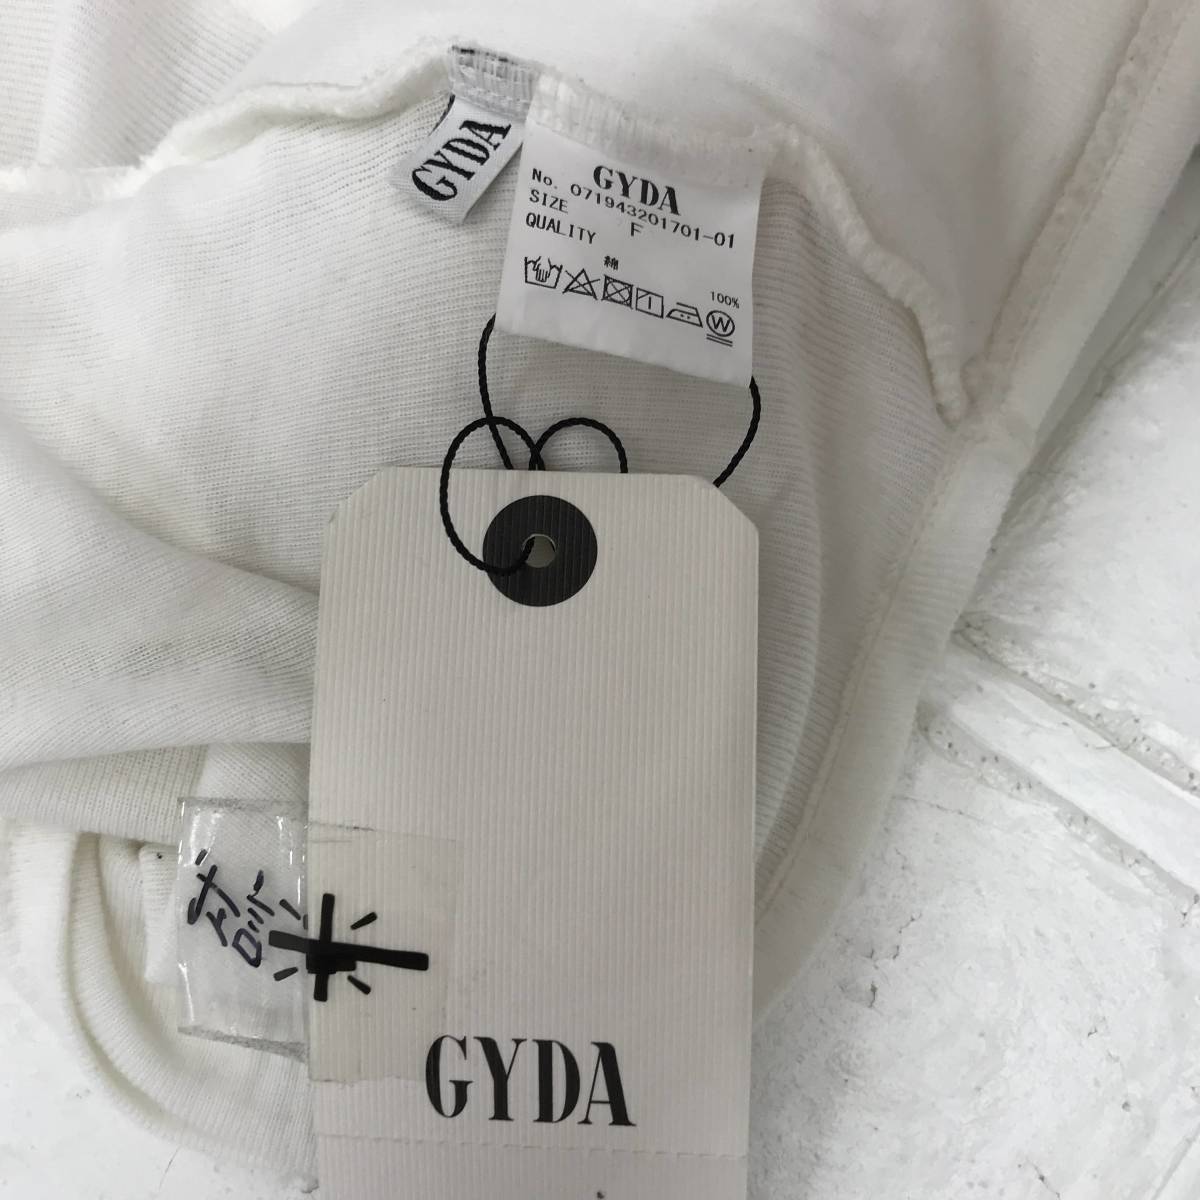 GYDA
GYDA
No. 071943201701-01
SIZE F
QUALITY
綿
100%
W
GYDA